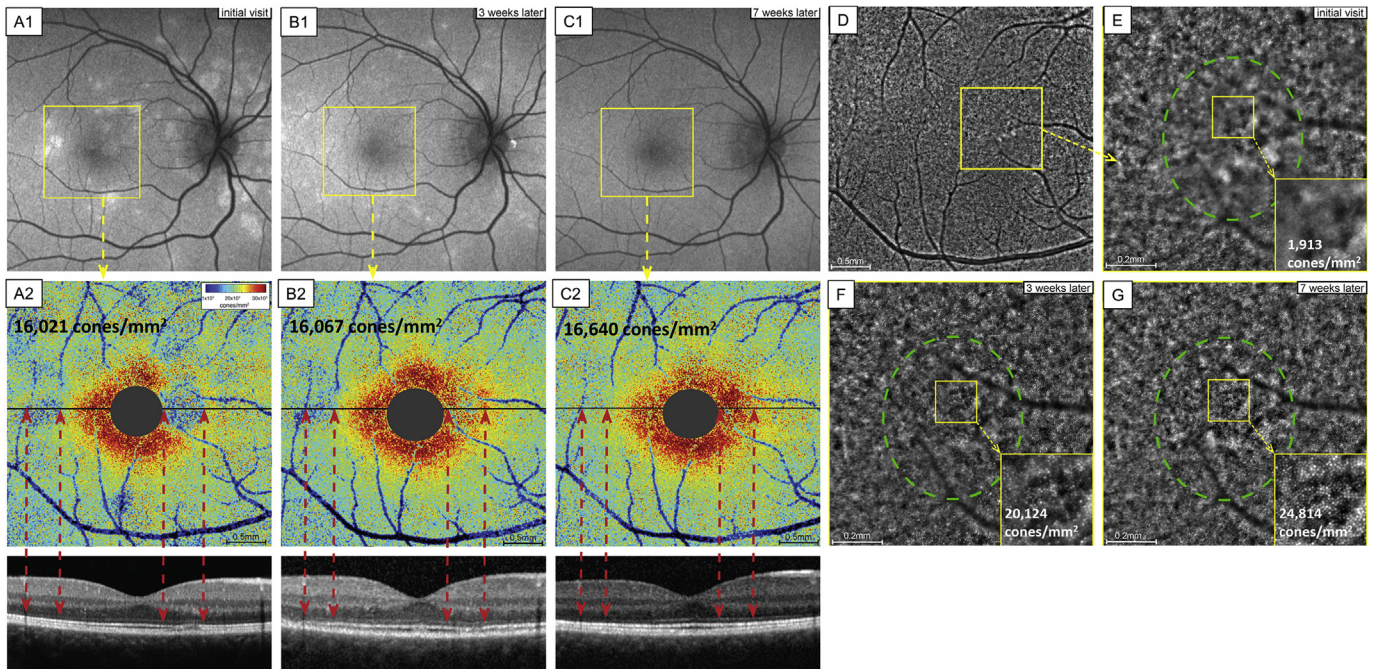 A1
initial visit
B1
3 weeks later
C1
7 weeks later
D
0.5mm
E
initial visit
1,913
cones/mm²
0.2mm
A2
20x10³
30x10³
cones/mm²
16,021 cones/mm²
0.5mm
B2
16,067 cones/mm²
0.5mm
C2
16,640 cones/mm²
0.5mm
F
3 weeks later
20,124
cones/mm²
0.2mm
G
7 weeks later
24,814
cones/mm²
0.2mm